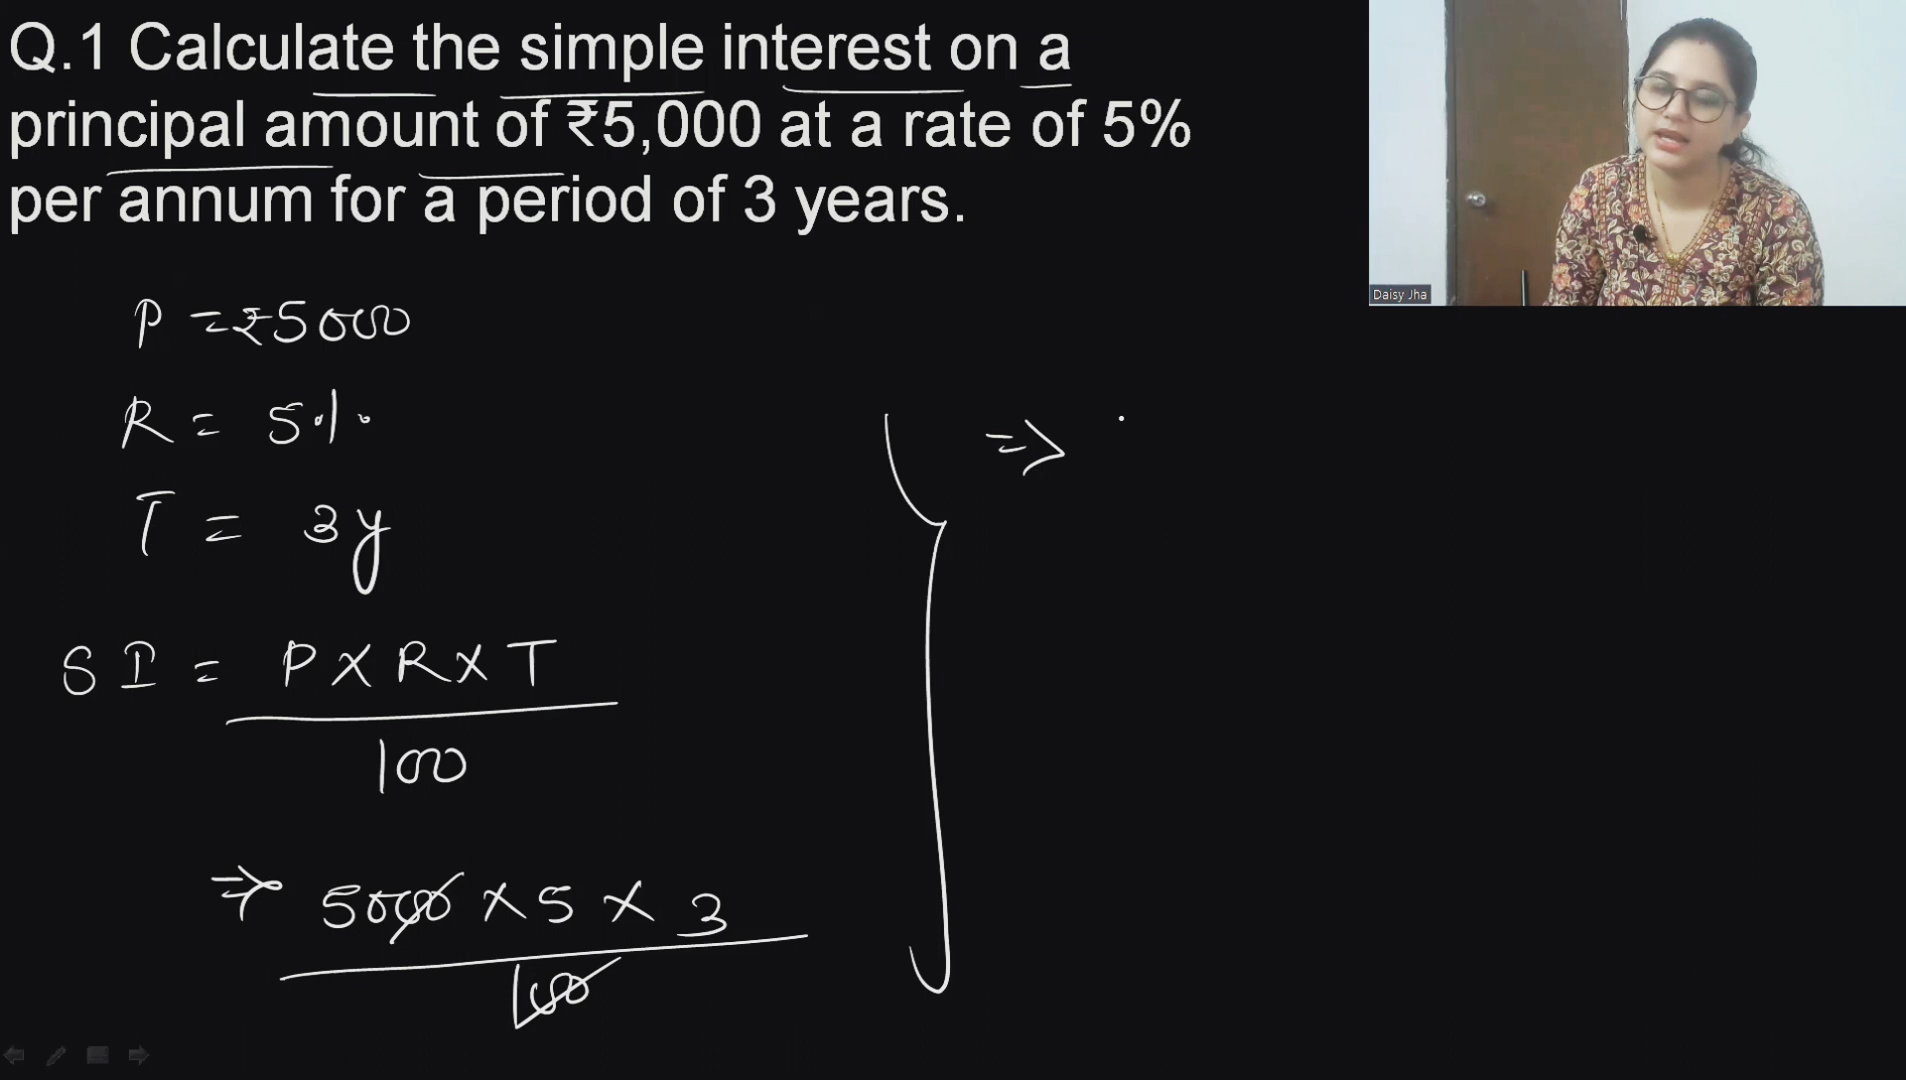 Q.1 Calculate the simple interest on a
principal amount of ₹5,000 at a rate of 5%
per annum for a period of 3 years.
Daisy Jha
P = ₹5000
R = 5%
T = 3y
SI = P X R X T
100
⇒ 5000 X 5 X 3
100
⇒